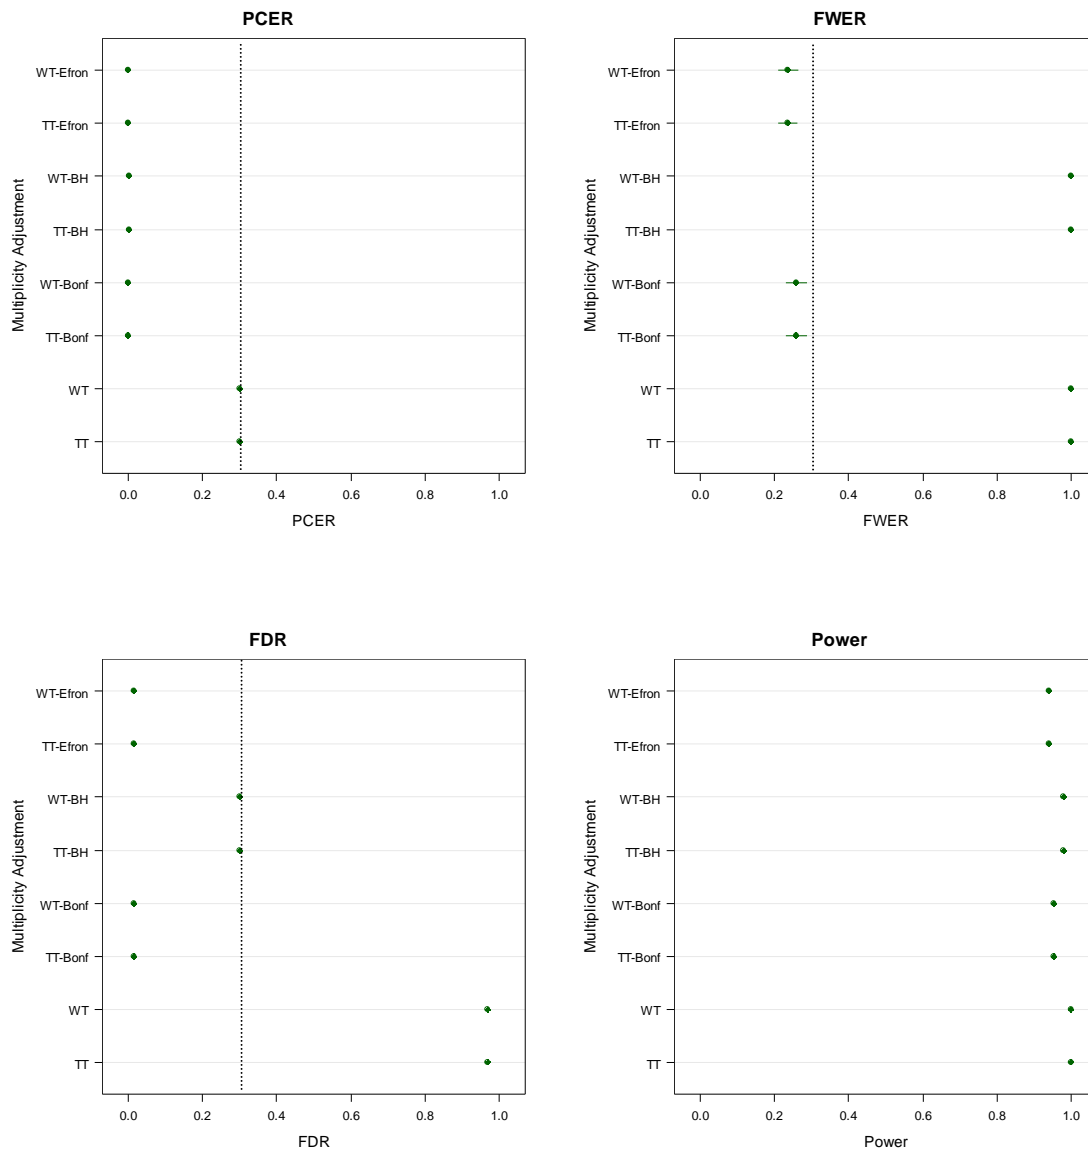 PCER
Multiplicity Adjustment
WT-Efron
TT-Efron
WT-BH
TT-BH
WT-Bonf
TT-Bonf
WT
TT
0.0 0.2 0.4 0.6 0.8 1.0
PCER
FWER
Multiplicity Adjustment
WT-Efron
TT-Efron
WT-BH
TT-BH
WT-Bonf
TT-Bonf
WT
TT
0.0 0.2 0.4 0.6 0.8 1.0
FWER
FDR
Multiplicity Adjustment
WT-Efron
TT-Efron
WT-BH
TT-BH
WT-Bonf
TT-Bonf
WT
TT
0.0 0.2 0.4 0.6 0.8 1.0
FDR
Power
Multiplicity Adjustment
WT-Efron
TT-Efron
WT-BH
TT-BH
WT-Bonf
TT-Bonf
WT
TT
0.0 0.2 0.4 0.6 0.8 1.0
Power